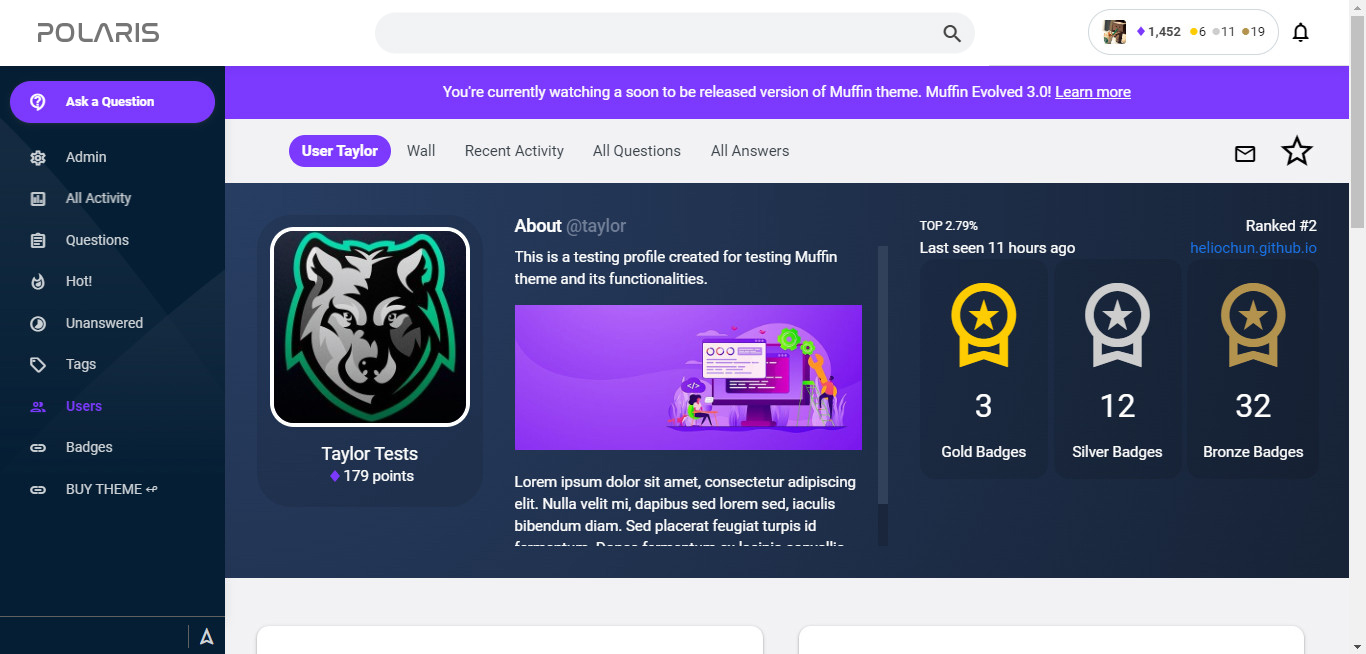 POLARIS
1,452 6 11 19
Ask a Question
Admin
All Activity
Questions
Hot!
Unanswered
Tags
Users
Badges
BUY THEME ↫
You're currently watching a soon to be released version of Muffin theme. Muffin Evolved 3.0! Learn more
User Taylor
Wall
Recent Activity
All Questions
All Answers
Taylor Tests
179 points
About @taylor
This is a testing profile created for testing Muffin
theme and its functionalities.
</>
Lorem ipsum dolor sit amet, consectetur adipiscing
elit. Nulla velit mi, dapibus sed lorem sed, iaculis
bibendum diam. Sed placerat feugiat turpis id
TOP 2.79%
Ranked #2
Last seen 11 hours ago
heliochun.github.io
3
Gold Badges
12
Silver Badges
32
Bronze Badges